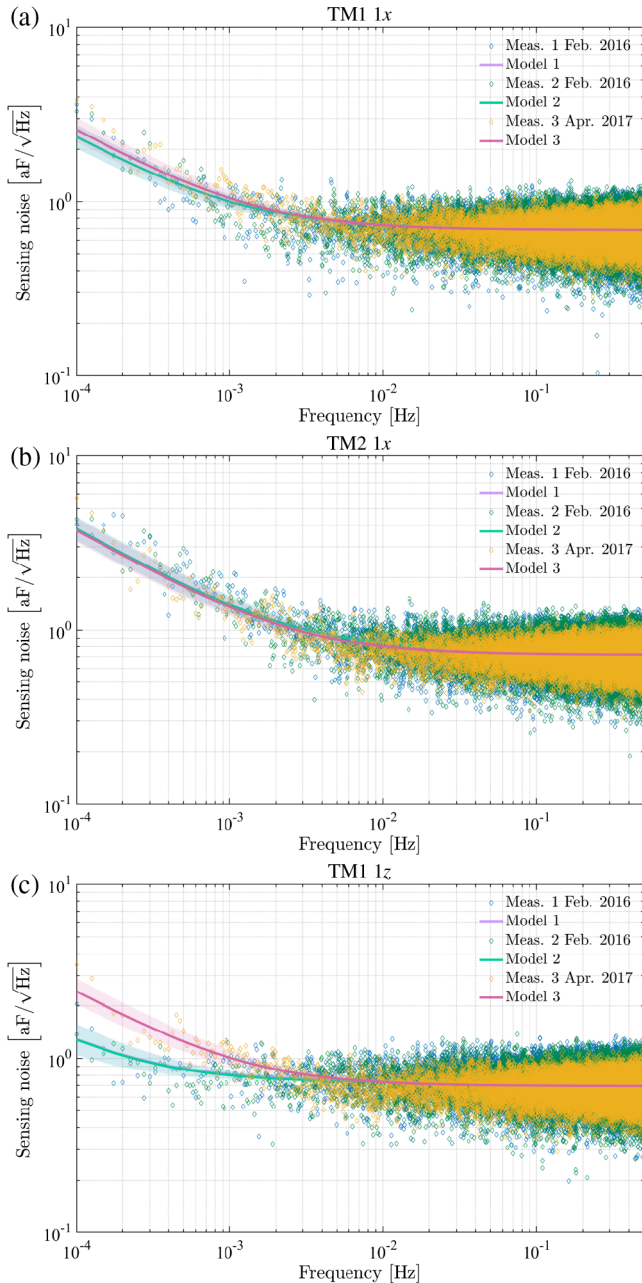 (a)
TM1 1x
Sensing noise [aF/√Hz]
10^1
10^0
10^-1
Meas. 1 Feb. 2016
Model 1
Meas. 2 Feb. 2016
Model 2
Meas. 3 Apr. 2017
Model 3
10^-4 10^-3 10^-2 10^-1
Frequency [Hz]
(b)
TM2 1x
Sensing noise [aF/√Hz]
10^1
10^0
10^-1
Meas. 1 Feb. 2016
Model 1
Meas. 2 Feb. 2016
Model 2
Meas. 3 Apr. 2017
Model 3
10^-4 10^-3 10^-2 10^-1
Frequency [Hz]
(c)
TM1 1z
Sensing noise [aF/√Hz]
10^1
10^0
10^-1
Meas. 1 Feb. 2016
Model 1
Meas. 2 Feb. 2016
Model 2
Meas. 3 Apr. 2017
Model 3
10^-4 10^-3 10^-2 10^-1
Frequency [Hz]